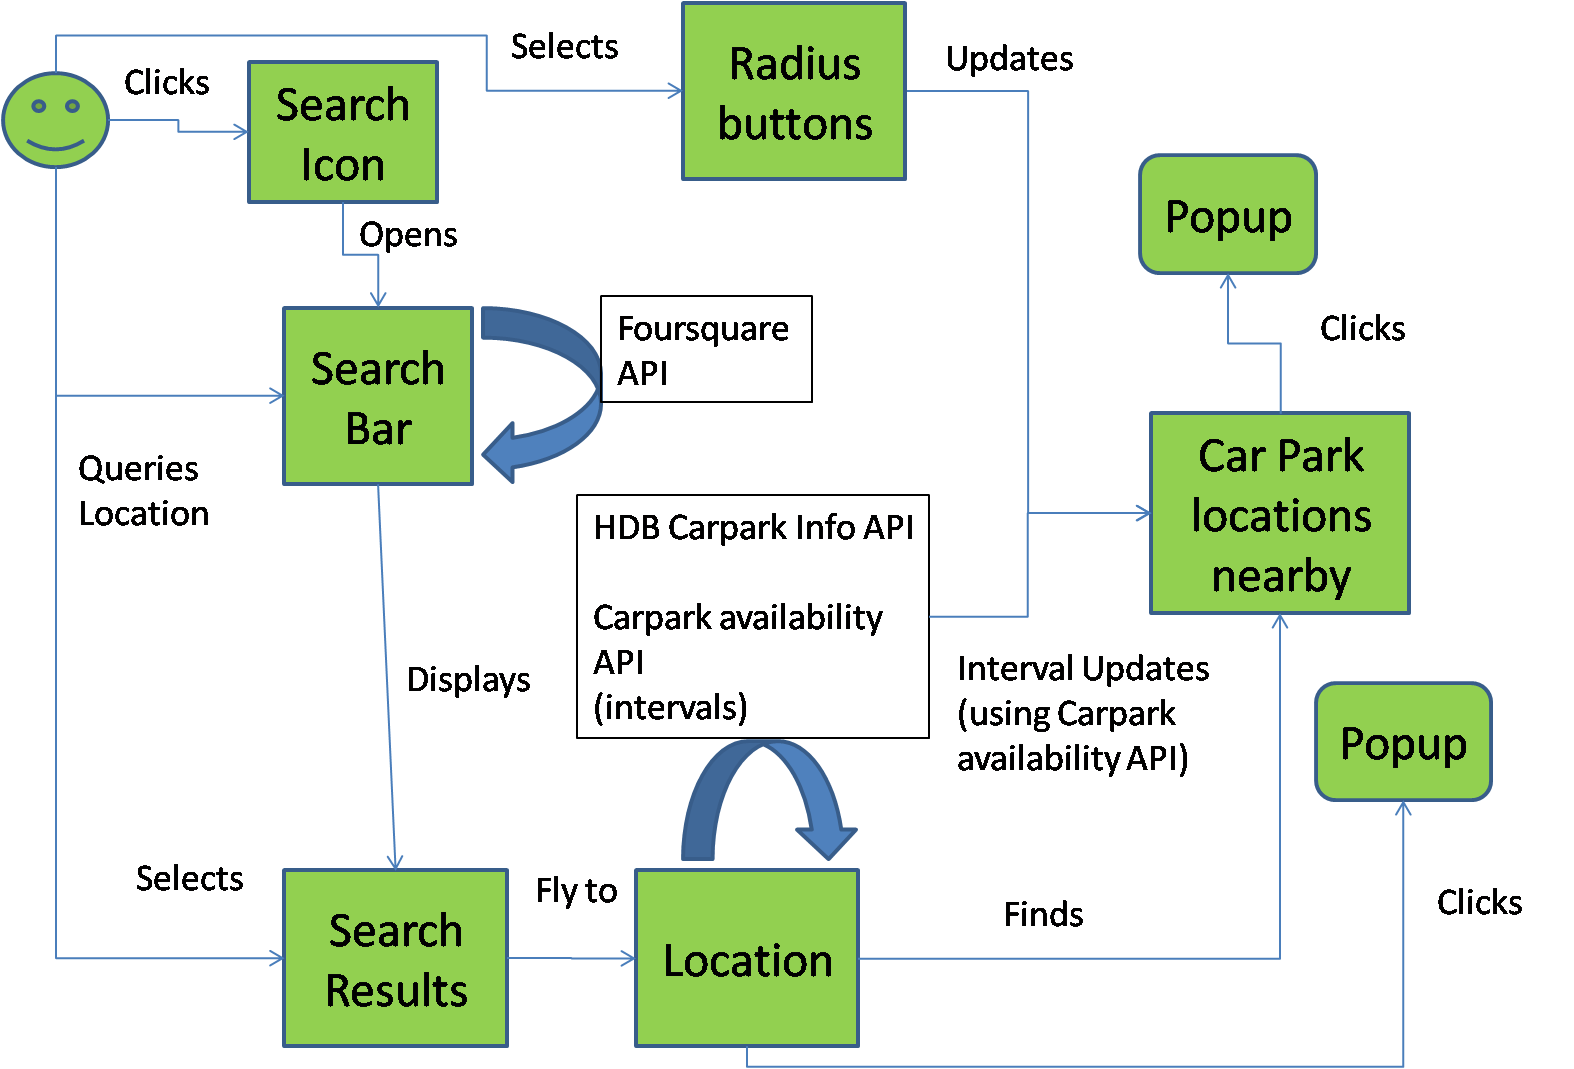 Selects
Radius
buttons
Updates
Clicks
Search
Icon
Opens
Popup
Clicks
Foursquare
API
Search
Bar
Queries
Location
Car Park
locations
nearby
HDB Carpark Info API
Carpark availability
API
(intervals)
Interval Updates
(using Carpark
availability API)
Displays
Popup
Selects
Fly to
Search
Results
Location
Finds
Clicks